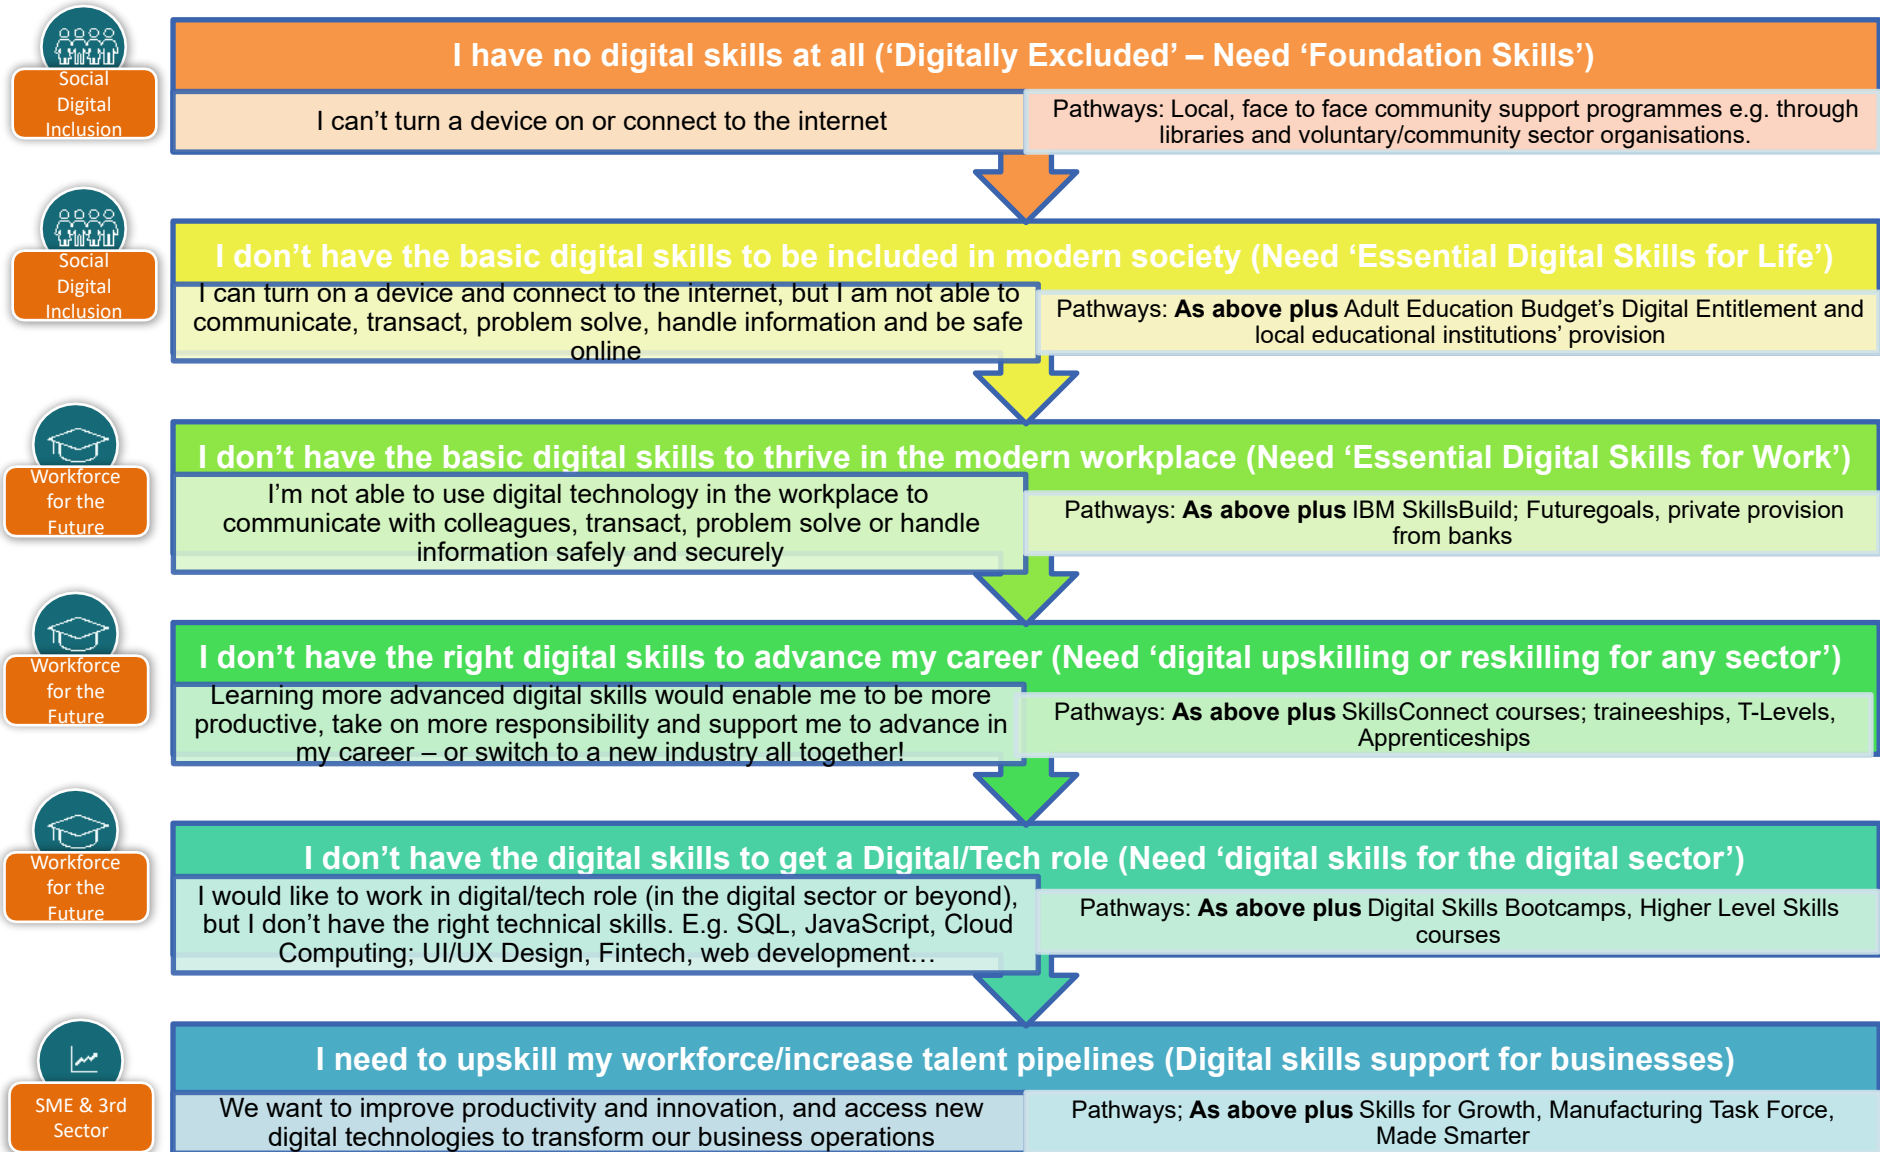 Social
Digital
Inclusion
I have no digital skills at all (‘Digitally Excluded’ – Need ‘Foundation Skills’)
I can’t turn a device on or connect to the internet
Pathways: Local, face to face community support programmes e.g. through
libraries and voluntary/community sector organisations.
Social
Digital
Inclusion
I don’t have the basic digital skills to be included in modern society (Need ‘Essential Digital Skills for Life’)
I can turn on a device and connect to the internet, but I am not able to
communicate, transact, problem solve, handle information and be safe
online
Pathways: As above plus Adult Education Budget’s Digital Entitlement and
local educational institutions’ provision
Workforce
for the
Future
I don’t have the basic digital skills to thrive in the modern workplace (Need ‘Essential Digital Skills for Work’)
I’m not able to use digital technology in the workplace to
communicate with colleagues, transact, problem solve or handle
information safely and securely
Pathways: As above plus IBM SkillsBuild; Futuregoals, private provision
from banks
Workforce
for the
Future
I don’t have the right digital skills to advance my career (Need ‘digital upskilling or reskilling for any sector’)
Learning more advanced digital skills would enable me to be more
productive, take on more responsibility and support me to advance in
my career – or switch to a new industry all together!
Pathways: As above plus SkillsConnect courses; traineeships, T-Levels,
Apprenticeships
Workforce
for the
Future
I don’t have the digital skills to get a Digital/Tech role (Need ‘digital skills for the digital sector’)
I would like to work in digital/tech role (in the digital sector or beyond),
but I don’t have the right technical skills. E.g. SQL, JavaScript, Cloud
Computing; UI/UX Design, Fintech, web development…
Pathways: As above plus Digital Skills Bootcamps, Higher Level Skills
courses
SME & 3rd
Sector
I need to upskill my workforce/increase talent pipelines (Digital skills support for businesses)
We want to improve productivity and innovation, and access new
digital technologies to transform our business operations
Pathways; As above plus Skills for Growth, Manufacturing Task Force,
Made Smarter